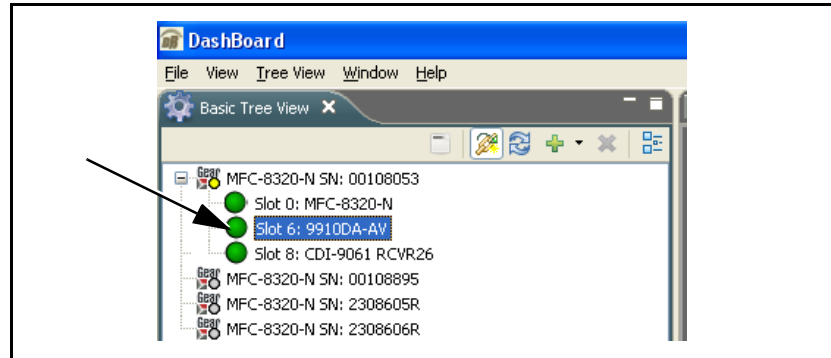 DashBoard
File View Tree View Window Help
Basic Tree View
Gear MFC-8320-N SN: 00108053
Slot 0: MFC-8320-N
Slot 6: 9910DA-AV
Slot 8: CDI-9061 RCVR26
Gear MFC-8320-N SN: 00108895
Gear MFC-8320-N SN: 2308605R
Gear MFC-8320-N SN: 2308606R